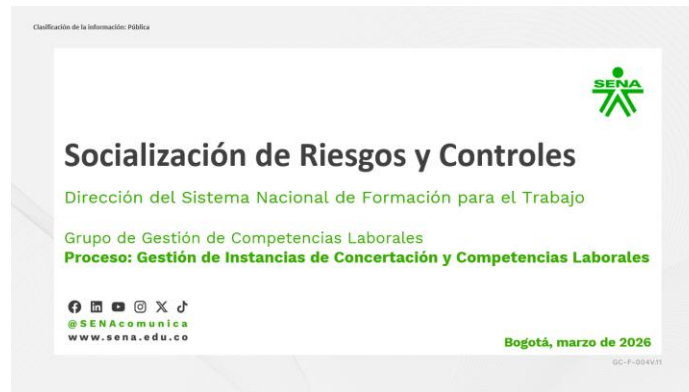 Clasificación de la información: Pública
SENA
Socialización de Riesgos y Controles
Dirección del Sistema Nacional de Formación para el Trabajo
Grupo de Gestión de Competencias Laborales
Proceso: Gestión de Instancias de Concertación y Competencias Laborales
@SENAcomunica
www.sena.edu.co
Bogotá, marzo de 2026
GC-F-004V.11